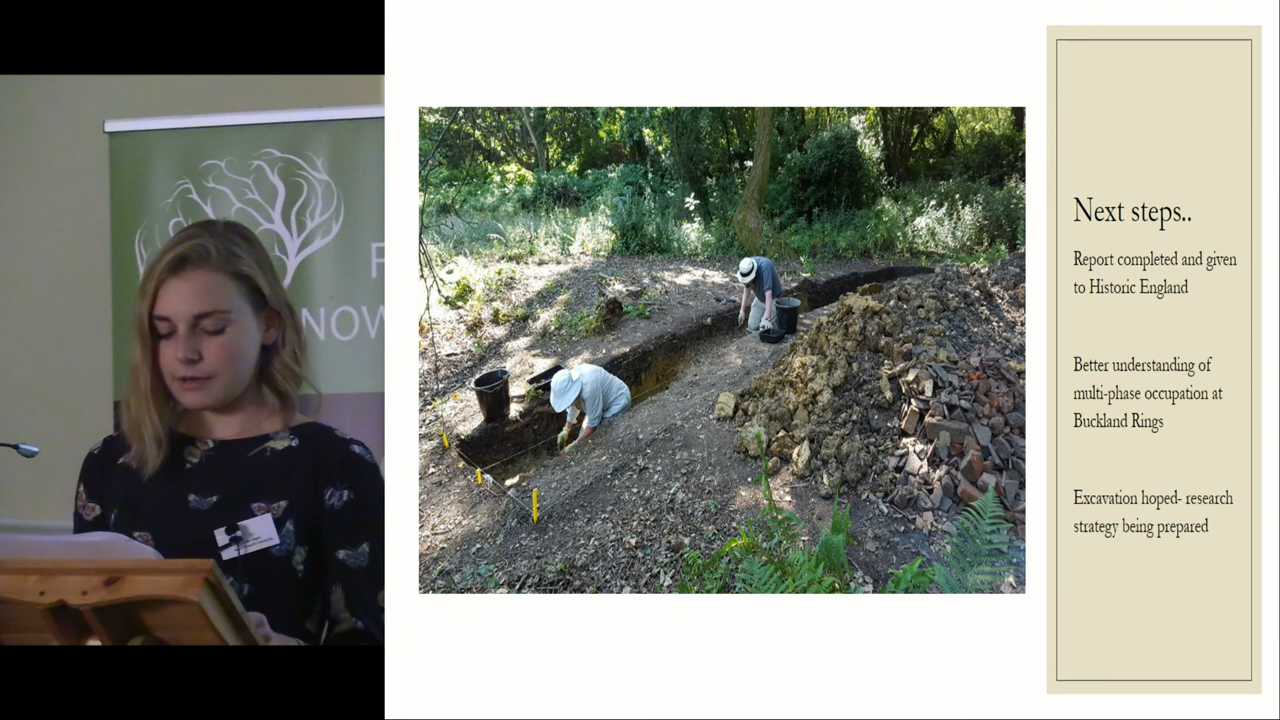 NOW
Next steps..
Report completed and given
to Historic England
Better understanding of
multi-phase occupation at
Buckland Rings
Excavation hoped- research
strategy being prepared